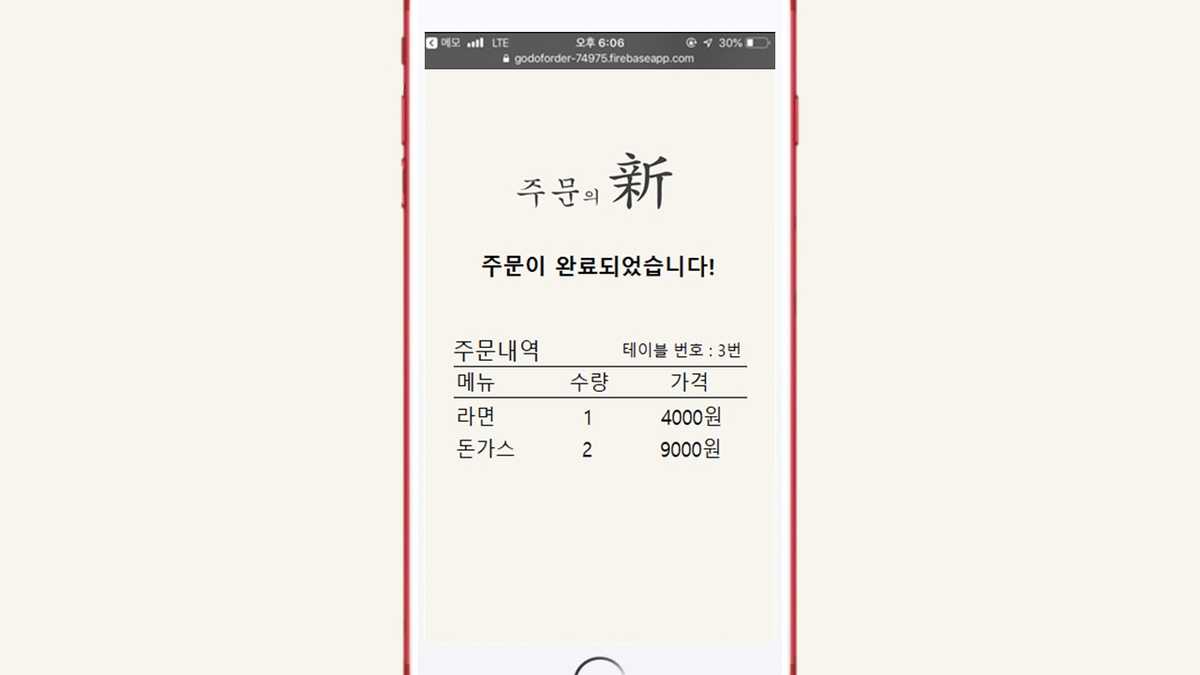 메모 LTE 오후 6:06 30%
godoforder-74975.firebaseapp.com
주문의 新
주문이 완료되었습니다!
주문내역 테이블 번호 : 3번
메뉴 수량 가격
라면 1 4000원
돈가스 2 9000원